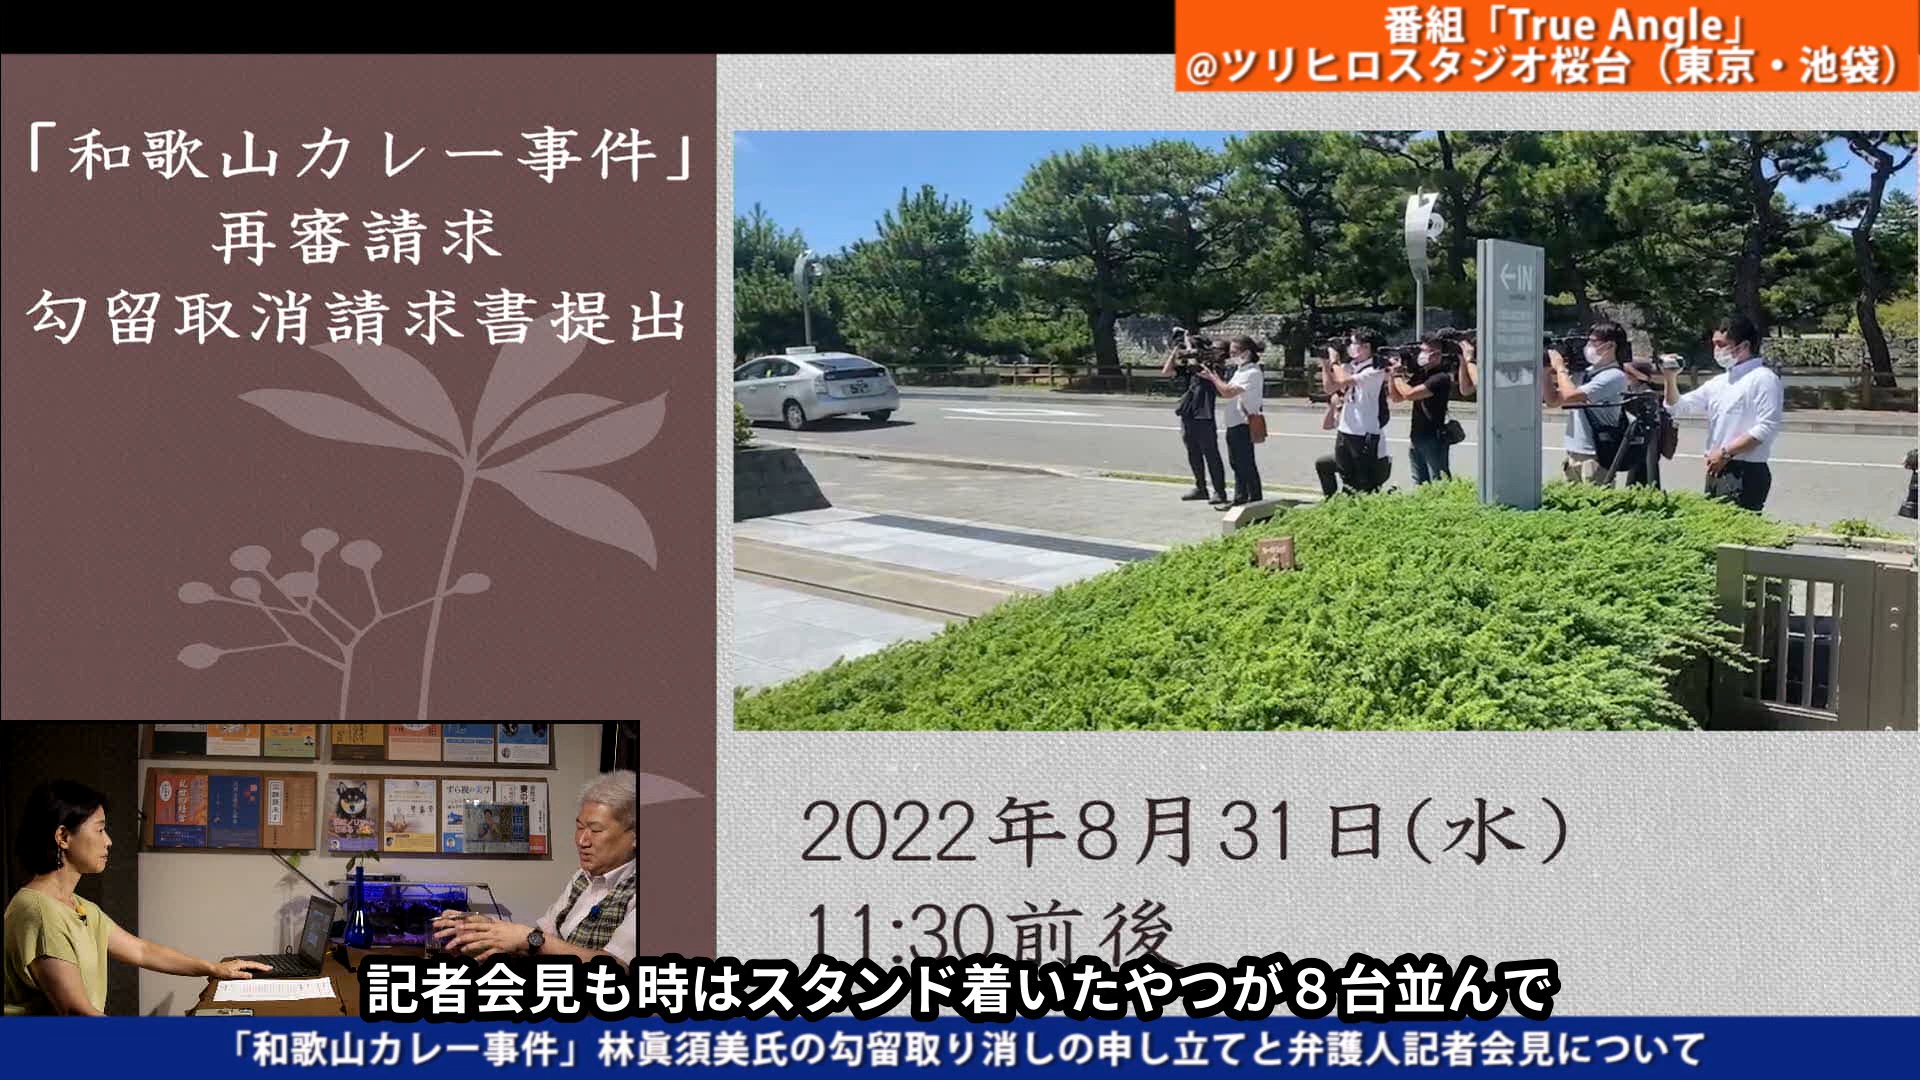 番組「True Angle」
@ツリヒロスタジオ桜台（東京・池袋）
「和歌山カレー事件」
再審請求
勾留取消請求書提出
←IN
2022年8月31日(水)
11:30前後
記者会見も時はスタンド着いたやつが８台並んで
「和歌山カレー事件」林眞須美氏の勾留取り消しの申し立てと弁護人記者会見について